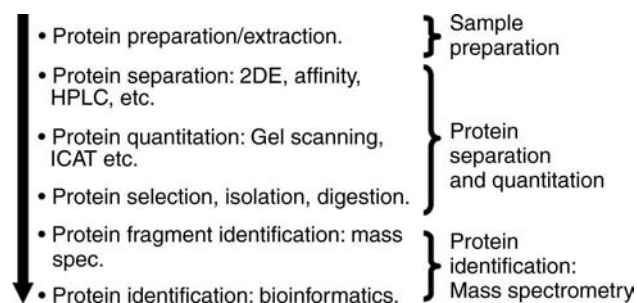 • Protein preparation/extraction.
• Protein separation: 2DE, affinity,
HPLC, etc.
• Protein quantitation: Gel scanning,
ICAT etc.
• Protein selection, isolation, digestion.
• Protein fragment identification: mass
spec.
• Protein identification: bioinformatics.
Sample
preparation
Protein
separation
and quantitation
Protein
identification:
Mass spectrometry